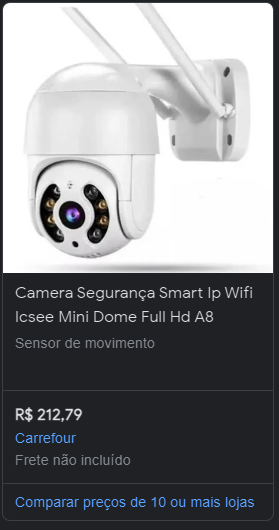 Camera Segurança Smart Ip Wifi
Icsee Mini Dome Full Hd A8
Sensor de movimento
R$ 212,79
Carrefour
Frete não incluído
Comparar preços de 10 ou mais lojas